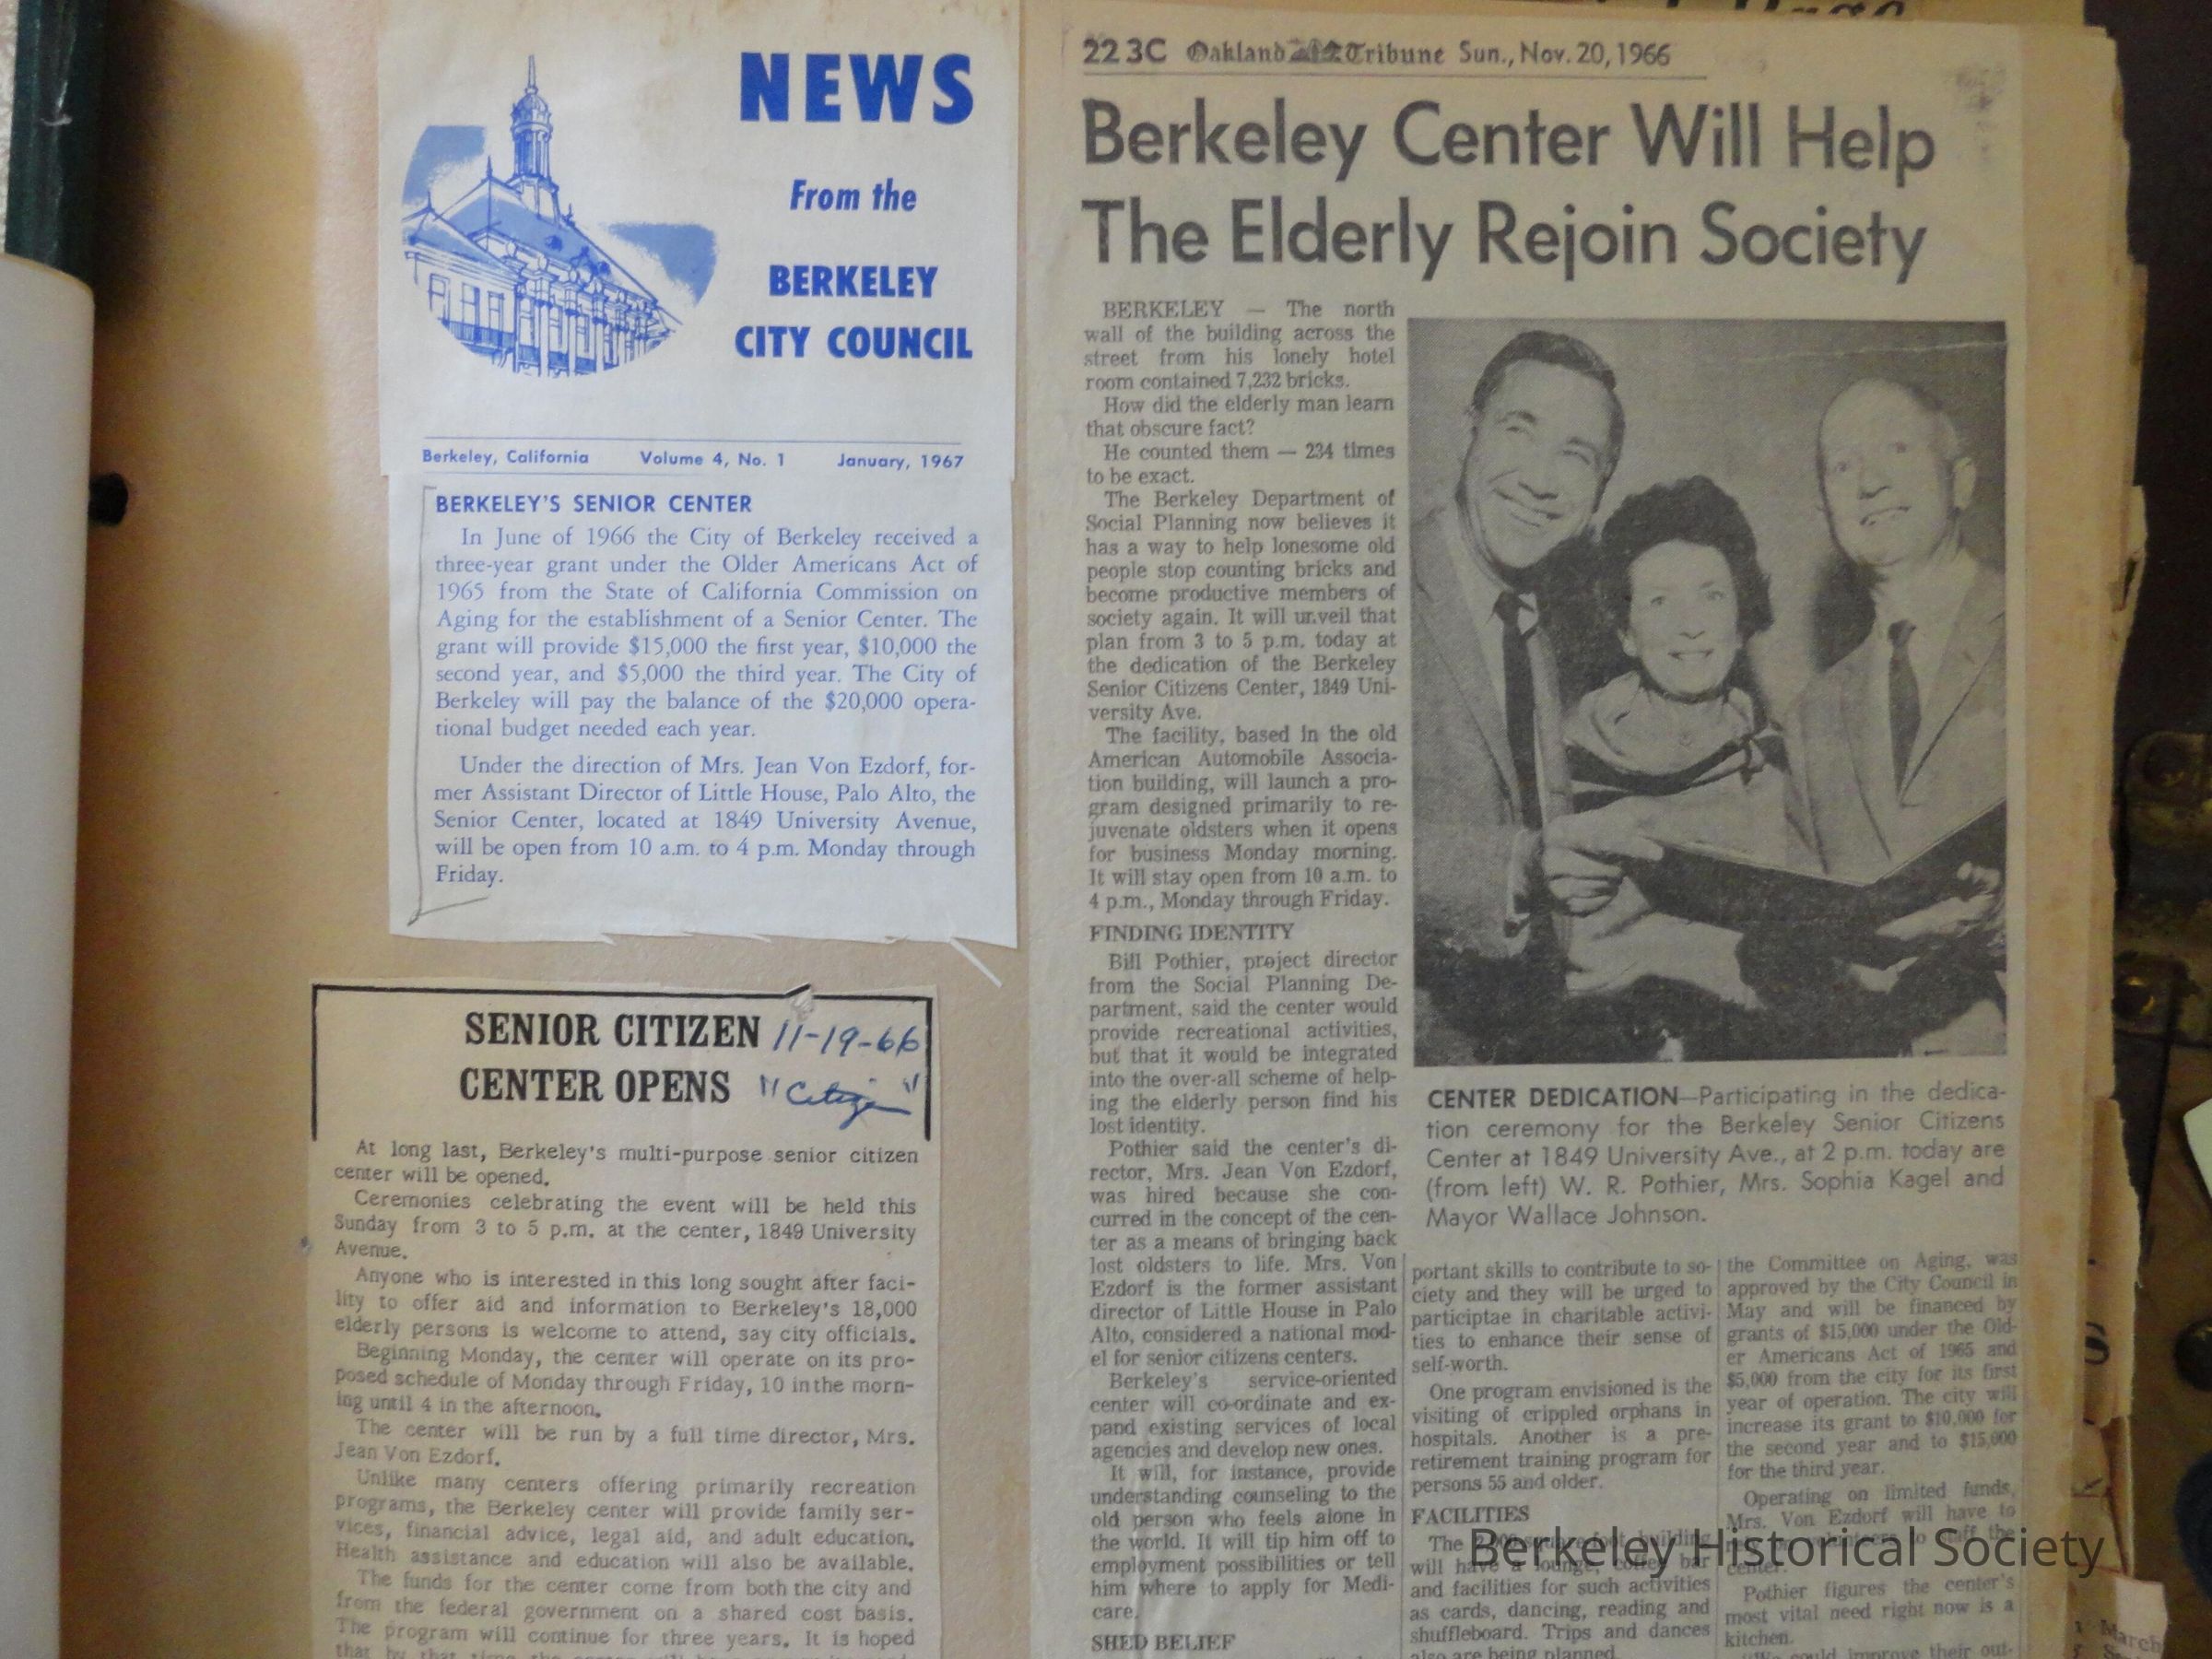 NEWS
From the
BERKELEY
CITY COUNCIL
Berkeley, California Volume 4, No. 1 January, 1967
BERKELEY'S SENIOR CENTER
In June of 1966 the City of Berkeley received a
three-year grant under the Older Americans Act of
1965 from the State of California Commission on
Aging for the establishment of a Senior Center. The
grant will provide $15,000 the first year, $10,000 the
second year, and $5,000 the third year. The City of
Berkeley will pay the balance of the $20,000 opera-
tional budget needed each year.
Under the direction of Mrs. Jean Von Ezdorf, for-
mer Assistant Director of Little House, Palo Alto, the
Senior Center, located at 1849 University Avenue,
will be open from 10 a.m. to 4 p.m. Monday through
Friday.
SENIOR CITIZEN 11-19-66
CENTER OPENS "Citizen"
At long last, Berkeley's multi-purpose senior citizen
center will be opened.
Ceremonies celebrating the event will be held this
Sunday from 3 to 5 p.m. at the center, 1849 University
Avenue.
Anyone who is interested in this long sought after faci-
lity to offer aid and information to Berkeley's 18,000
elderly persons is welcome to attend, say city officials.
Beginning Monday, the center will operate on its pro-
posed schedule of Monday through Friday, 10 in the morn-
ing until 4 in the afternoon.
The center will be run by a full time director, Mrs.
Jean Von Ezdorf.
Unlike many centers offering primarily recreation
programs, the Berkeley center will provide family ser-
vices, financial advice, legal aid, and adult education.
Health assistance and education will also be available.
The funds for the center come from both the city and
from the federal government on a shared cost basis.
The program will continue for three years. It is hoped
that by that time the center will
22 3C Oakland Tribune Sun., Nov. 20, 1966
Berkeley Center Will Help
The Elderly Rejoin Society
BERKELEY — The north
wall of the building across the
street from his lonely hotel
room contained 7,232 bricks.
How did the elderly man learn
that obscure fact?
He counted them — 234 times
to be exact.
The Berkeley Department of
Social Planning now believes it
has a way to help lonesome old
people stop counting bricks and
become productive members of
society again. It will unveil that
plan from 3 to 5 p.m. today at
the dedication of the Berkeley
Senior Citizens Center, 1849 Uni-
versity Ave.
The facility, based in the old
American Automobile Associa-
tion building, will launch a pro-
gram designed primarily to re-
juvenate oldsters when it opens
for business Monday morning.
It will stay open from 10 a.m. to
4 p.m., Monday through Friday.
FINDING IDENTITY
Bill Pothier, project director
from the Social Planning De-
partment, said the center would
provide recreational activities,
but that it would be integrated
into the over-all scheme of help-
ing the elderly person find his
lost identity.
Pothier said the center's di-
rector, Mrs. Jean Von Ezdorf,
was hired because she con-
curred in the concept of the cen-
ter as a means of bringing back
lost oldsters to life. Mrs. Von
Ezdorf is the former assistant
director of Little House in Palo
Alto, considered a national mod-
el for senior citizens centers.
Berkeley's service-oriented
center will co-ordinate and ex-
pand existing services of local
agencies and develop new ones.
It will, for instance, provide
understanding counseling to the
old person who feels alone in
the world. It will tip him off to
employment possibilities or tell
him where to apply for Medi-
care.
SHED BELIEF
CENTER DEDICATION—Participating in the dedica-
tion ceremony for the Berkeley Senior Citizens
Center at 1849 University Ave., at 2 p.m. today are
(from left) W. R. Pothier, Mrs. Sophia Kagel and
Mayor Wallace Johnson.
portant skills to contribute to so-
ciety and they will be urged to
participtae in charitable activi-
ties to enhance their sense of
self-worth.
One program envisioned is the
visiting of crippled orphans in
hospitals. Another is a pre-
retirement training program for
persons 55 and older.
FACILITIES
The building
will have a lounge, coffee bar
and facilities for such activities
as cards, dancing, reading and
shuffleboard. Trips and dances
also are being planned.
the Committee on Aging, was
approved by the City Council in
May and will be financed by
grants of $15,000 under the Old-
er Americans Act of 1965 and
$5,000 from the city for its first
year of operation. The city will
increase its grant to $10,000 for
the second year and to $15,000
for the third year.
Operating on limited funds,
Mrs. Von Ezdorf will have to
volunteers to staff the
center.
Pothier figures the center's
most vital need right now is a
kitchen.
could improve their out-
Berkeley Historical Society
March